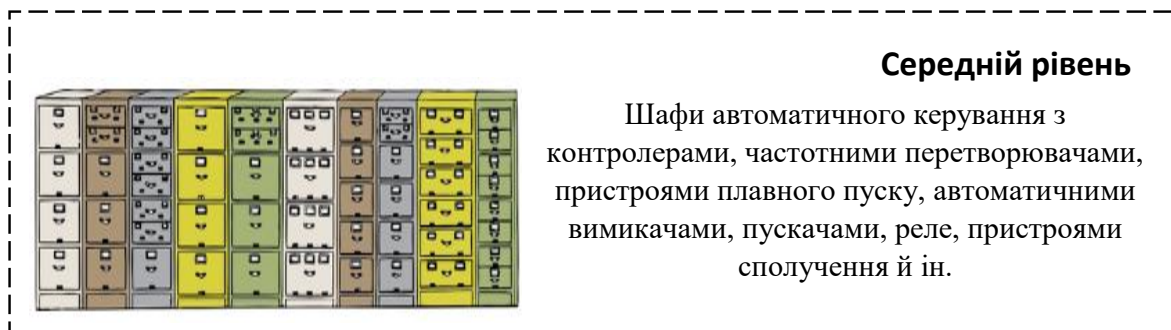 Середній рівень
Шафи автоматичного керування з
контролерами, частотними перетворювачами,
пристроями плавного пуску, автоматичними
вимикачами, пускачами, реле, пристроями
сполучення й ін.